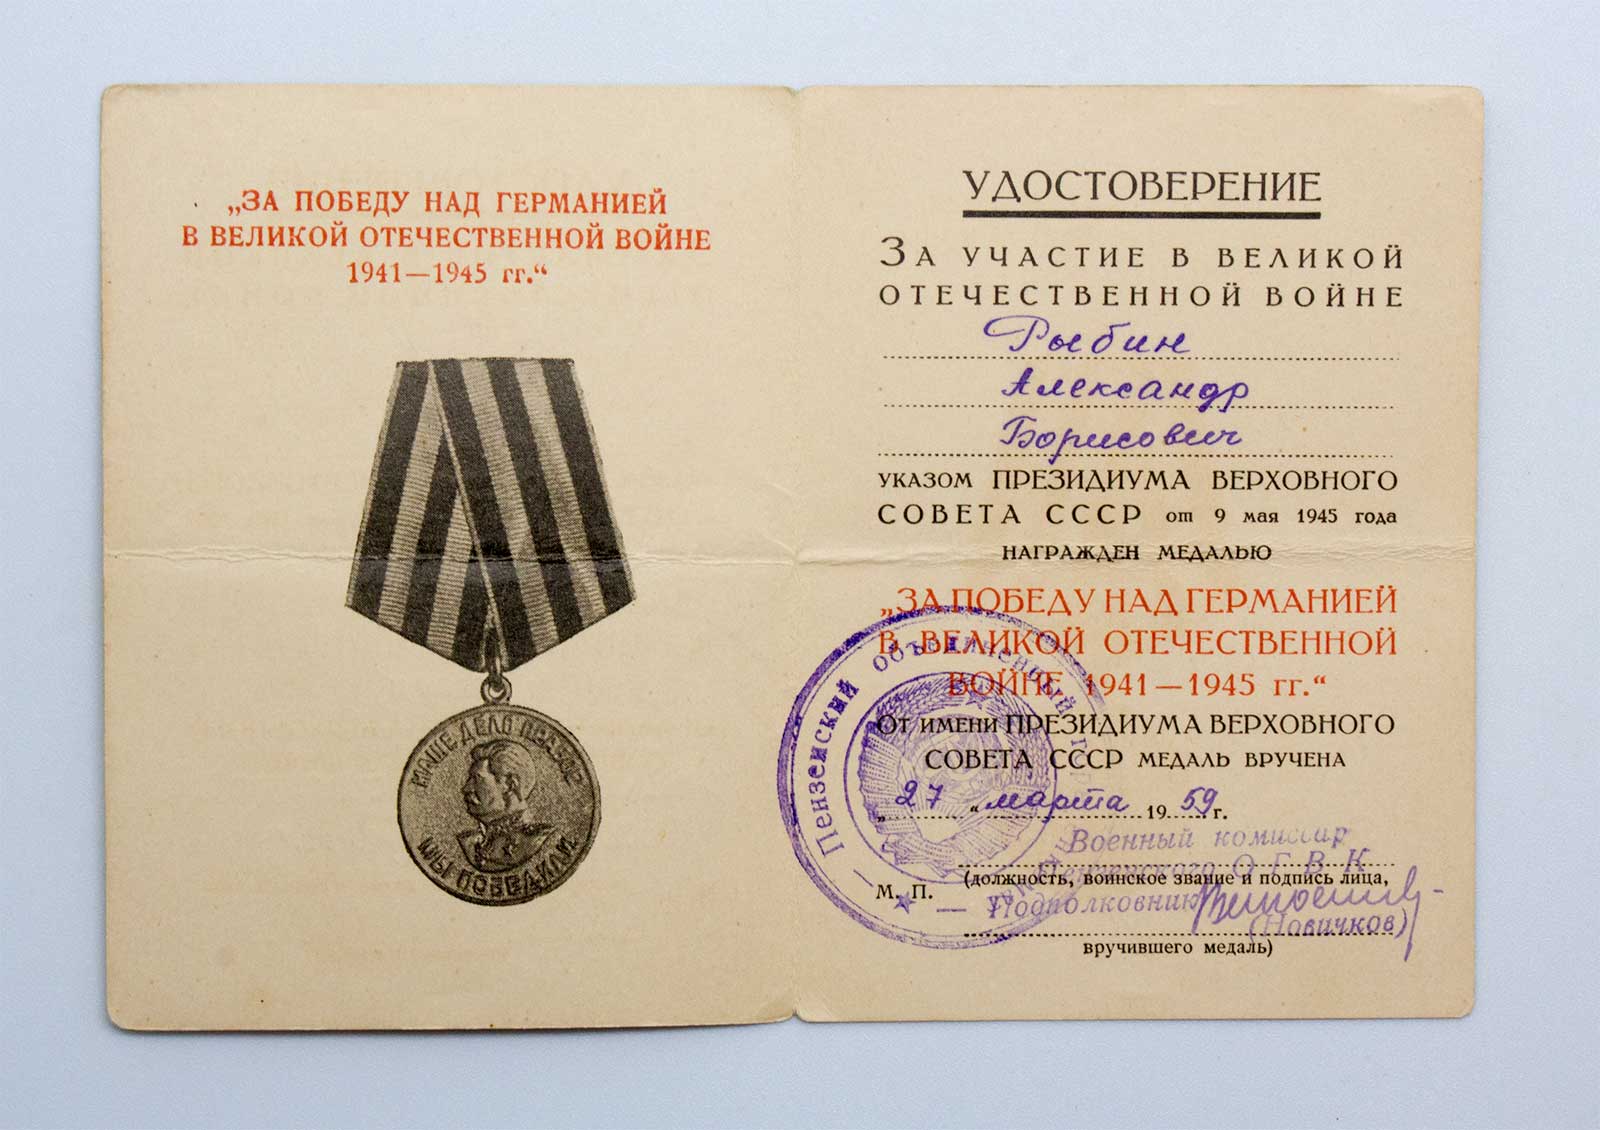 „ЗА ПОБЕДУ НАД ГЕРМАНИЕЙ
В ВЕЛИКОЙ ОТЕЧЕСТВЕННОЙ ВОЙНЕ
1941—1945 гг.“
НАШЕ ДЕЛО ПРАВОЕ
МЫ ПОБЕДИЛИ
УДОСТОВЕРЕНИЕ
ЗА УЧАСТИЕ В ВЕЛИКОЙ
ОТЕЧЕСТВЕННОЙ ВОЙНЕ
Рыбин
Александр
Борисович
УКАЗОМ ПРЕЗИДИУМА ВЕРХОВНОГО
СОВЕТА СССР от 9 мая 1945 года
НАГРАЖДЕН МЕДАЛЬЮ
„ЗА ПОБЕДУ НАД ГЕРМАНИЕЙ
В ВЕЛИКОЙ ОТЕЧЕСТВЕННОЙ
ВОЙНЕ 1941—1945 гг.“
ОТ ИМЕНИ ПРЕЗИДИУМА ВЕРХОВНОГО
СОВЕТА СССР МЕДАЛЬ ВРУЧЕНА
„27“ марта 1959 г.
Пензенский объединенный
Военный комиссар
Пензенского О Г В К
М. П.
(должность, воинское звание и подпись лица,
— Подполковник
(Новичков)
вручившего медаль)